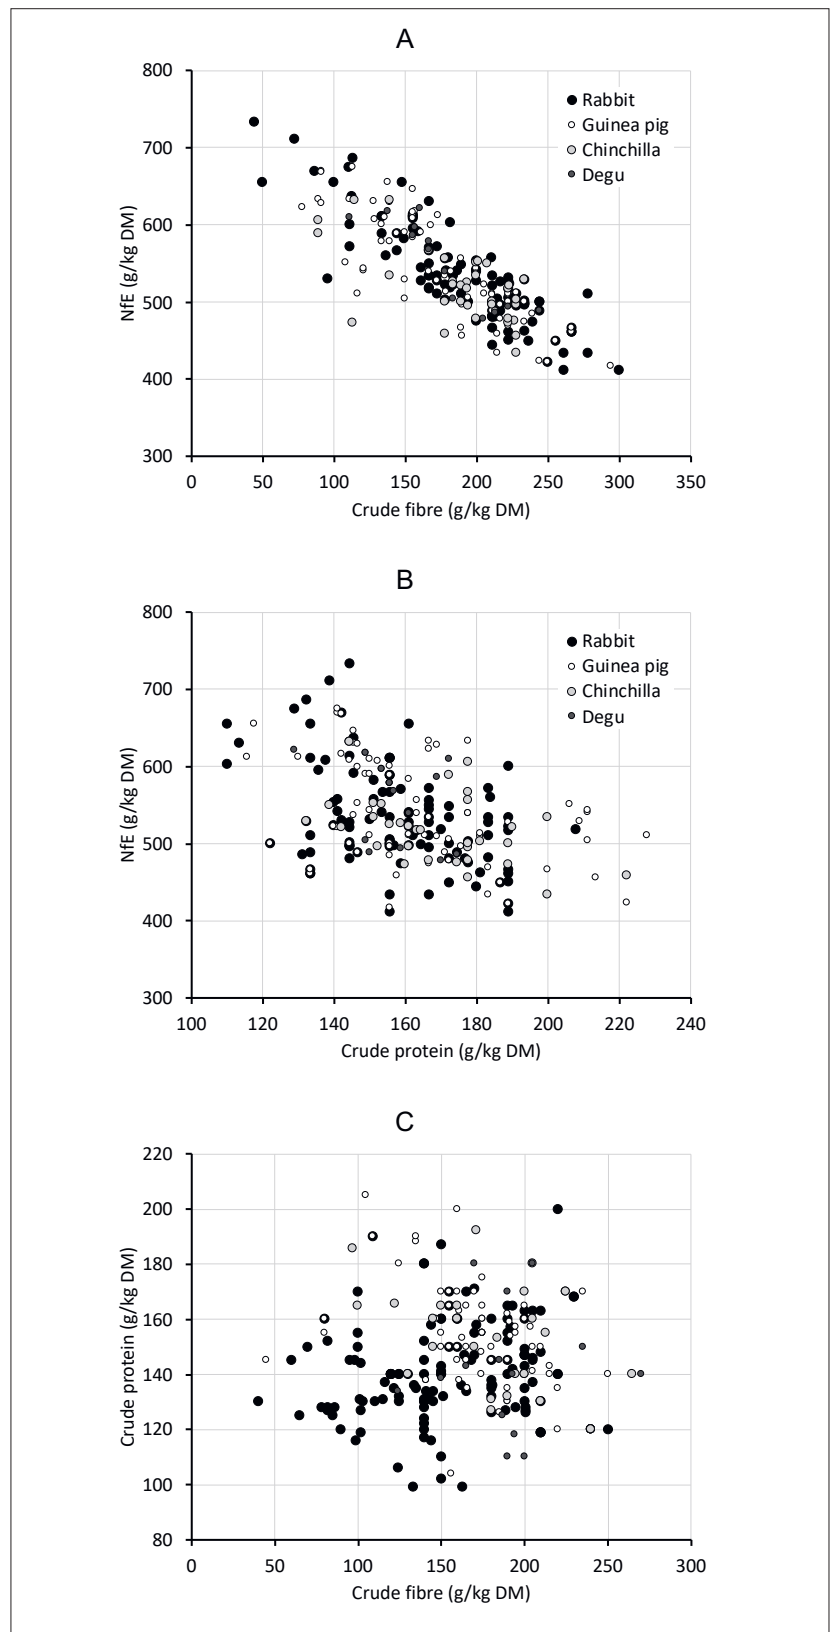 A
800
700
600
500
400
300
NfE (g/kg DM)
Rabbit
Guinea pig
Chinchilla
Degu
0 50 100 150 200 250 300 350
Crude fibre (g/kg DM)
B
800
700
600
500
400
300
NfE (g/kg DM)
Rabbit
Guinea pig
Chinchilla
Degu
100 120 140 160 180 200 220 240
Crude protein (g/kg DM)
C
220
200
180
160
140
120
100
80
Crude protein (g/kg DM)
0 50 100 150 200 250 300
Crude fibre (g/kg DM)